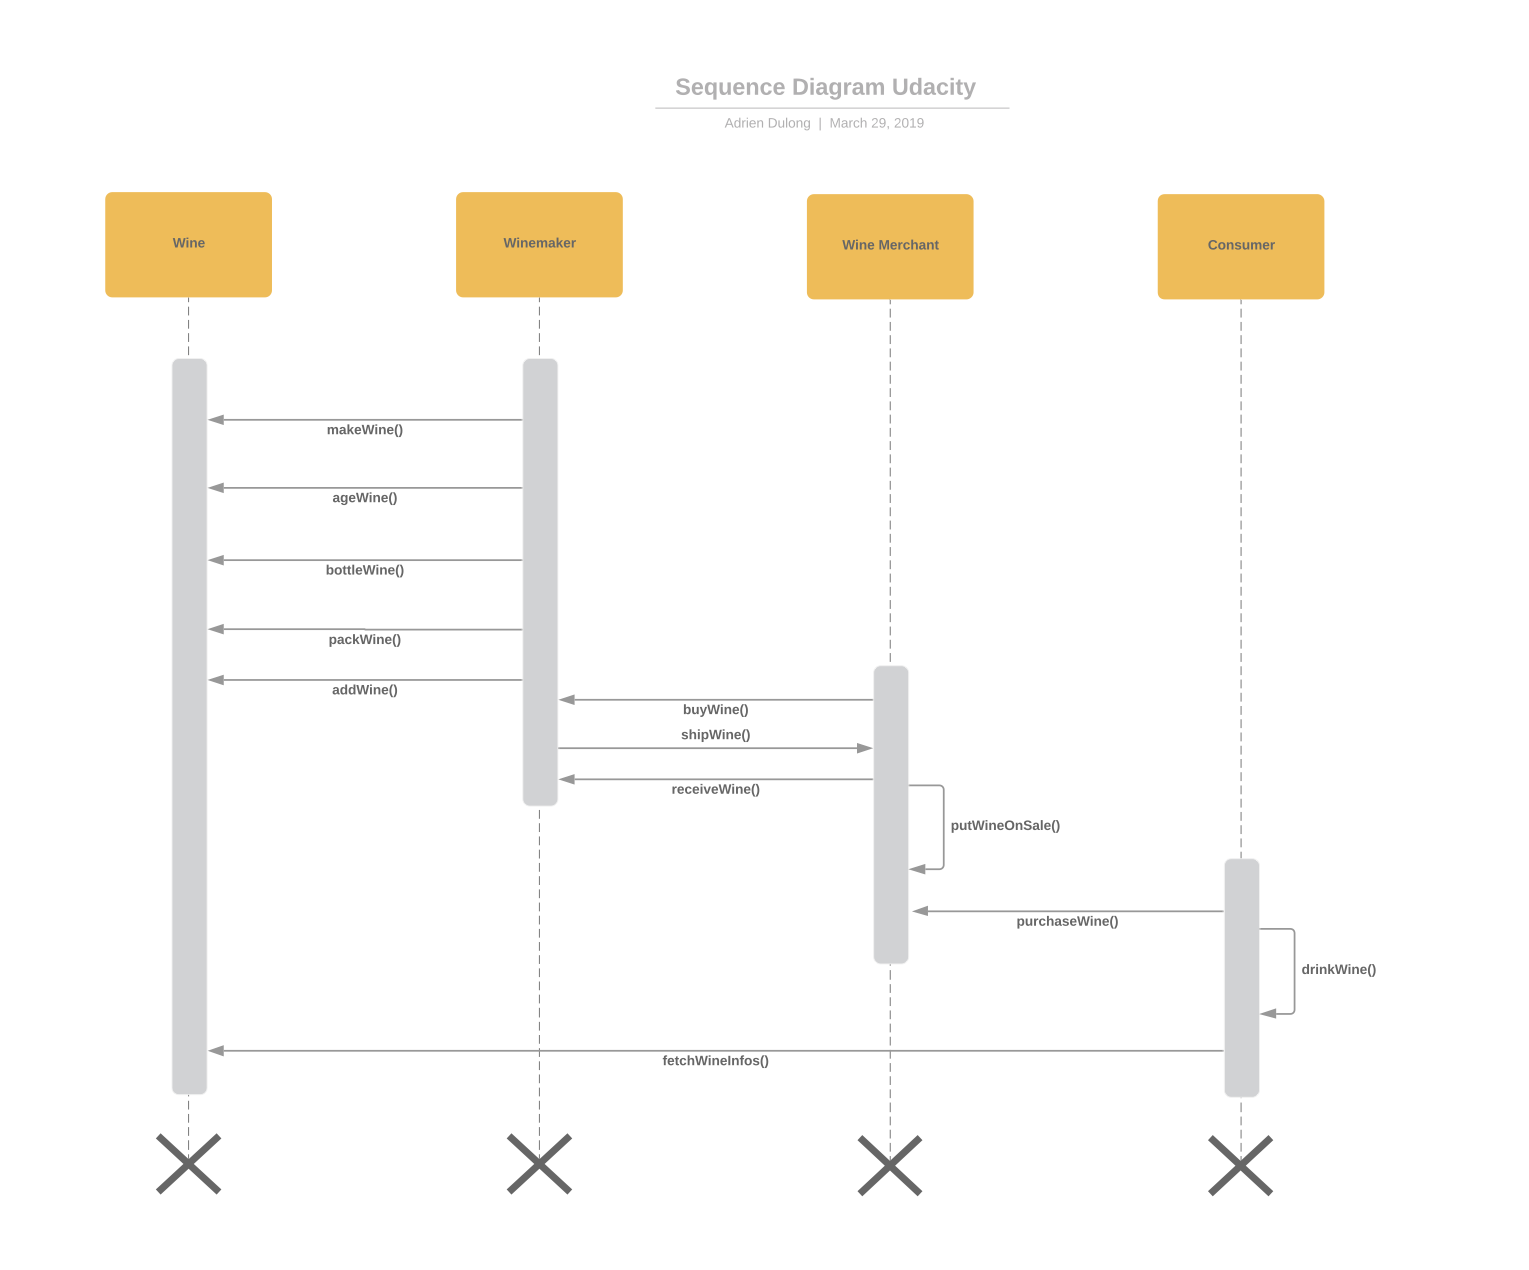 Sequence Diagram Udacity
Adrien Dulong | March 29, 2019
Wine
Winemaker
Wine Merchant
Consumer
makeWine()
ageWine()
bottleWine()
packWine()
addWine()
buyWine()
shipWine()
receiveWine()
putWineOnSale()
purchaseWine()
drinkWine()
fetchWineInfos()